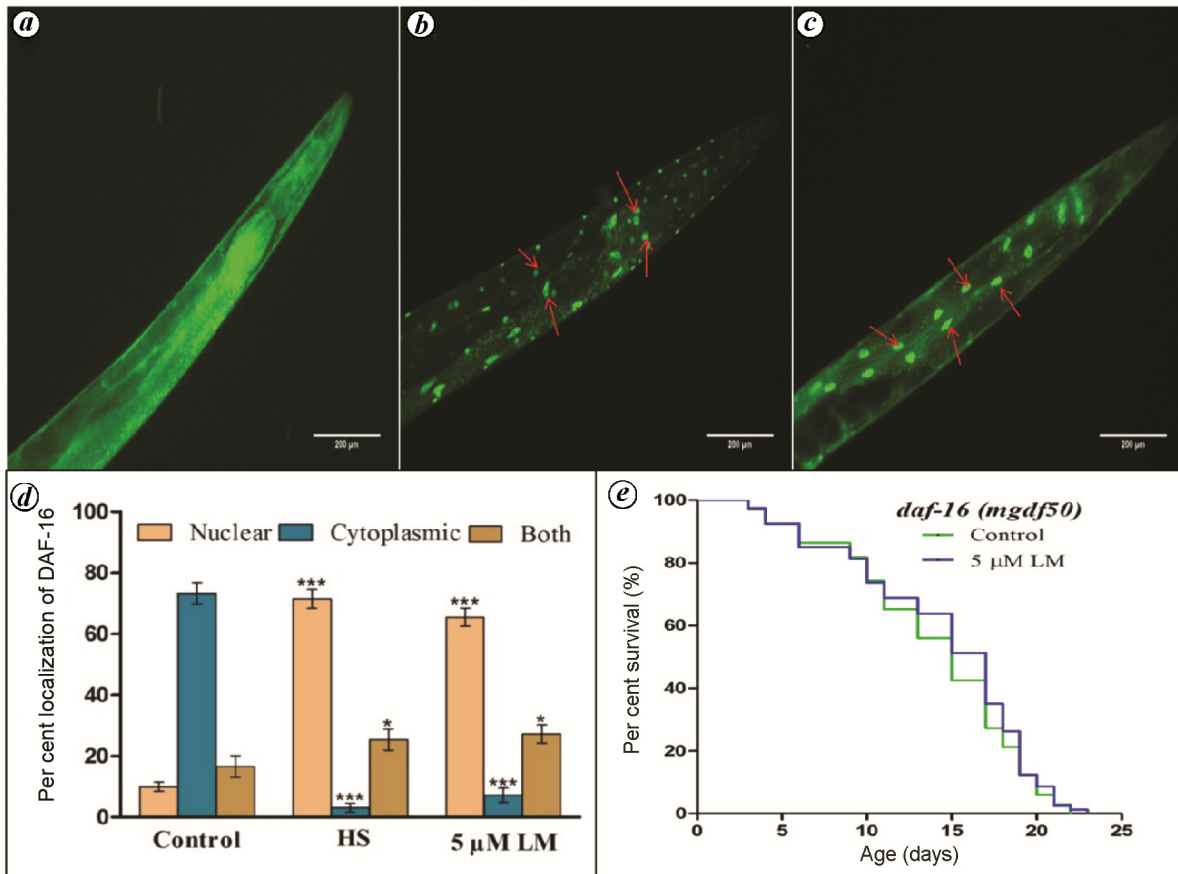 a
b
c
200 µm
200 µm
200 µm
d
Per cent localization of DAF-16
100
80
60
40
20
0
Nuclear
Cytoplasmic
Both
***
***
*
***
***
*
Control
HS
5 µM LM
e
Per cent survival (%)
100
80
60
40
20
0
daf-16 (mgdf50)
Control
5 µM LM
0
5
10
15
20
25
Age (days)